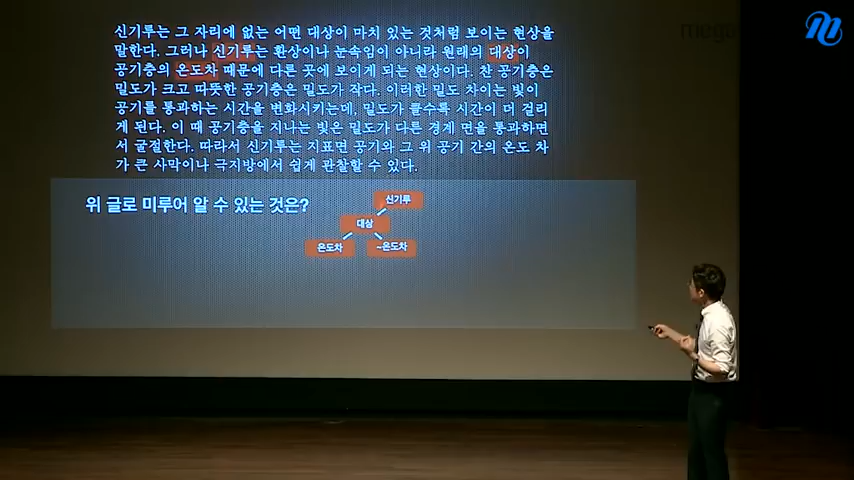 신기루는 그 자리에 없는 어떤 대상이 마치 있는 것처럼 보이는 현상을
말한다. 그러나 신기루는 환상이나 눈속임이 아니라 원래의 대상이
공기층의 온도차 때문에 다른 곳에 보이게 되는 현상이다. 찬 공기층은
밀도가 크고 따뜻한 공기층은 밀도가 작다. 이러한 밀도 차이는 빛이
공기를 통과하는 시간을 변화시키는데, 밀도가 클수록 시간이 더 걸리
게 된다. 이 때 공기층을 지나는 빛은 밀도가 다른 경계 면을 통과하면
서 굴절한다. 따라서 신기루는 지표면 공기와 그 위 공기 간의 온도 차
가 큰 사막이나 극지방에서 쉽게 관찰할 수 있다.
위 글로 미루어 알 수 있는 것은?
신기루
대상
온도차
~온도차